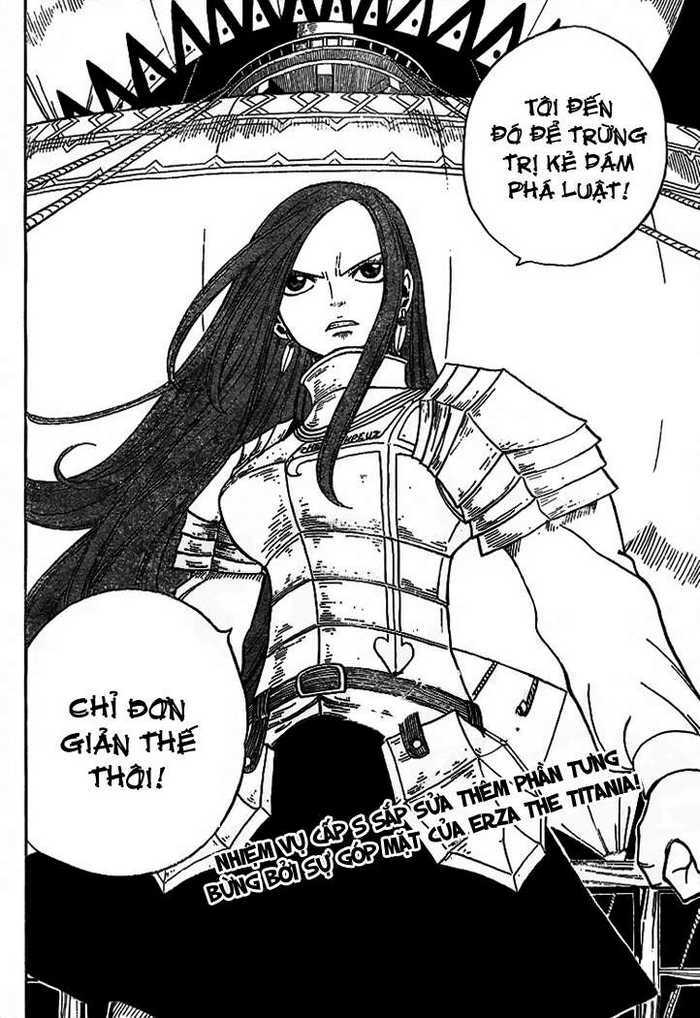 TÔI ĐẾN
ĐÓ ĐỂ TRỪNG
TRỊ KẺ DÁM
PHÁ LUẬT!
CHỈ ĐƠN
GIẢN THẾ
THÔI!
NHIỆM VỤ CẤP S SẮP SỬA THÊM PHẦN TƯNG
BỪNG BỞI SỰ GÓP MẶT CỦA ERZA THE TITANIA!